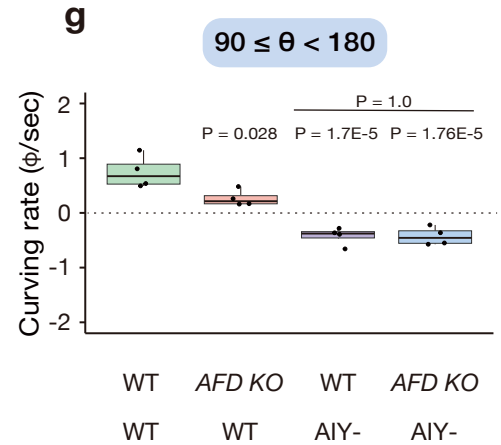 g
90 ≤ θ < 180
P = 1.0
P = 0.028 P = 1.7E-5 P = 1.76E-5
Curving rate (ϕ/sec)
2
1
0
-1
-2
WT AFD KO WT AFD KO
WT WT AIY- AIY-